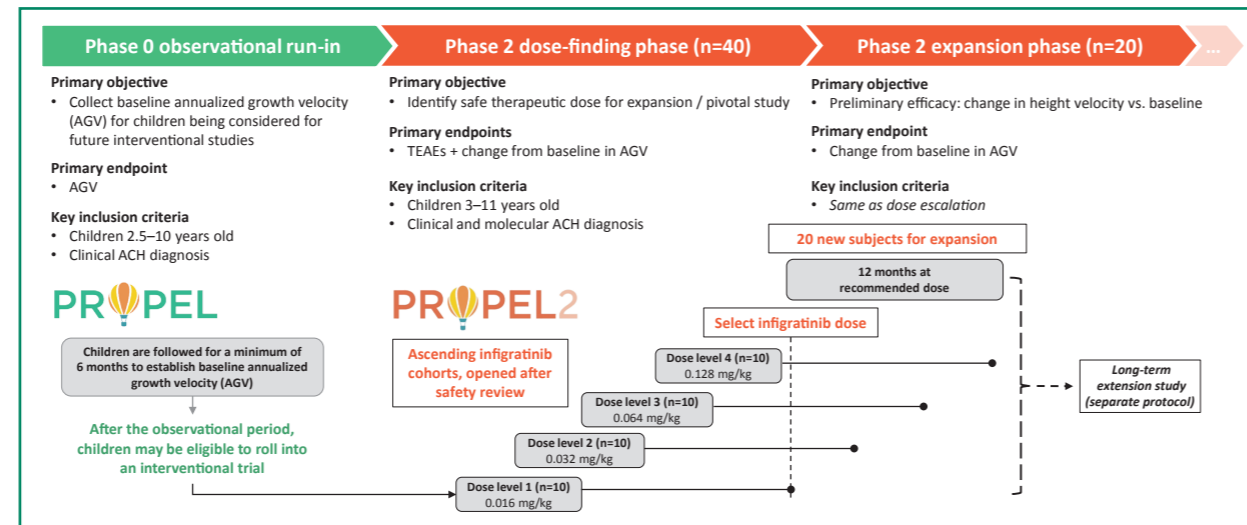 Phase 0 observational run-in
Primary objective
• Collect baseline annualized growth velocity
(AGV) for children being considered for
future interventional studies
Primary endpoint
• AGV
Key inclusion criteria
• Children 2.5–10 years old
• Clinical ACH diagnosis
PROPEL
Children are followed for a minimum of
6 months to establish baseline annualized
growth velocity (AGV)
After the observational period,
children may be eligible to roll into
an interventional trial
Phase 2 dose-finding phase (n=40)
Primary objective
• Identify safe therapeutic dose for expansion / pivotal study
Primary endpoints
• TEAEs + change from baseline in AGV
Key inclusion criteria
• Children 3–11 years old
• Clinical and molecular ACH diagnosis
PROPEL2
Ascending infigratinib
cohorts, opened after
safety review
Phase 2 expansion phase (n=20)
...
Primary objective
• Preliminary efficacy: change in height velocity vs. baseline
Primary endpoint
• Change from baseline in AGV
Key inclusion criteria
• Same as dose escalation
20 new subjects for expansion
12 months at
recommended dose
Select infigratinib dose
Dose level 4 (n=10)
0.128 mg/kg
Dose level 3 (n=10)
0.064 mg/kg
Dose level 2 (n=10)
0.032 mg/kg
Dose level 1 (n=10)
0.016 mg/kg
Long-term
extension study
(separate protocol)